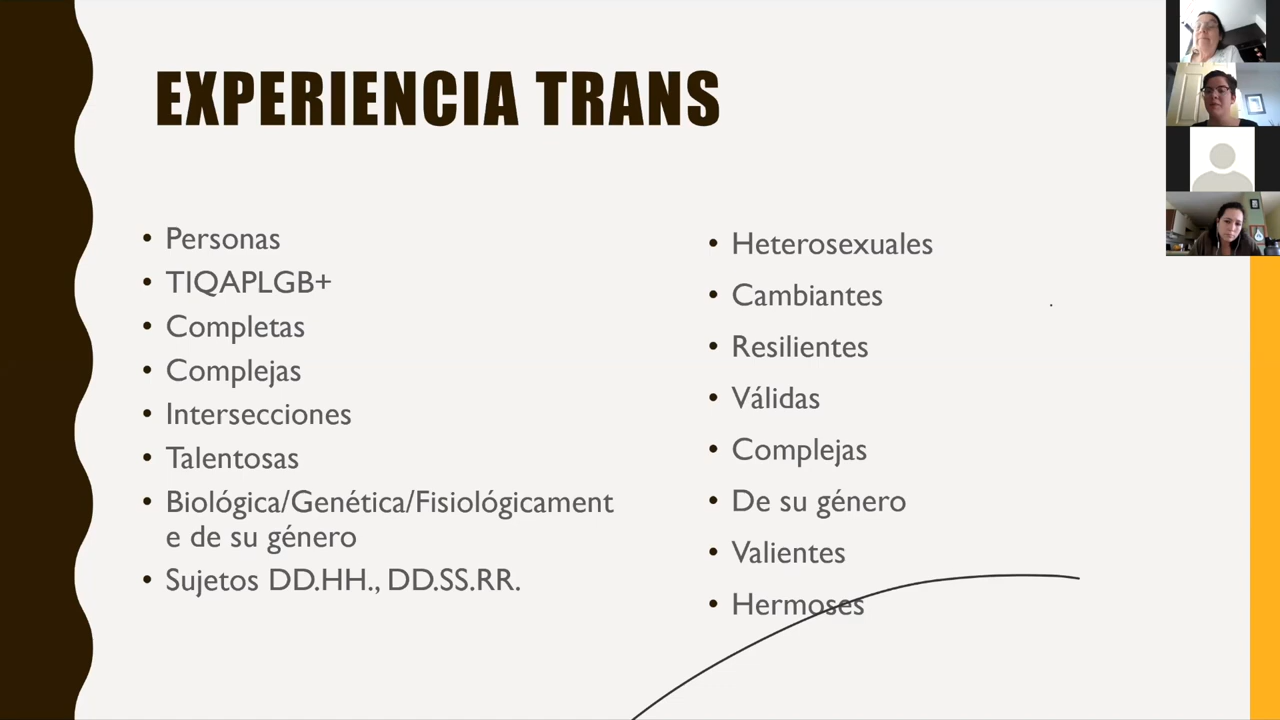 EXPERIENCIA TRANS
• Personas
• TIQAPLGB+
• Completas
• Complejas
• Intersecciones
• Talentosas
• Biológica/Genética/Fisiológicament
e de su género
• Sujetos DD.HH., DD.SS.RR.
• Heterosexuales
• Cambiantes
• Resilientes
• Válidas
• Complejas
• De su género
• Valientes
• Hermoses